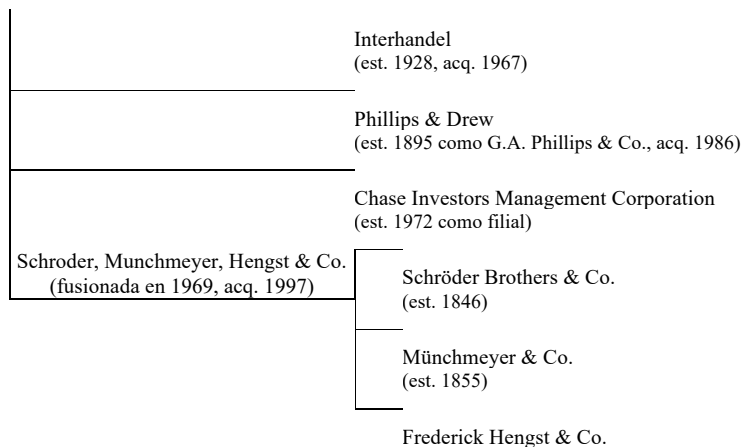 Interhandel
(est. 1928, acq. 1967)
Phillips & Drew
(est. 1895 como G.A. Phillips & Co., acq. 1986)
Chase Investors Management Corporation
(est. 1972 como filial)
Schroder, Munchmeyer, Hengst & Co.
(fusionada en 1969, acq. 1997)
Schröder Brothers & Co.
(est. 1846)
Münchmeyer & Co.
(est. 1855)
Frederick Hengst & Co.